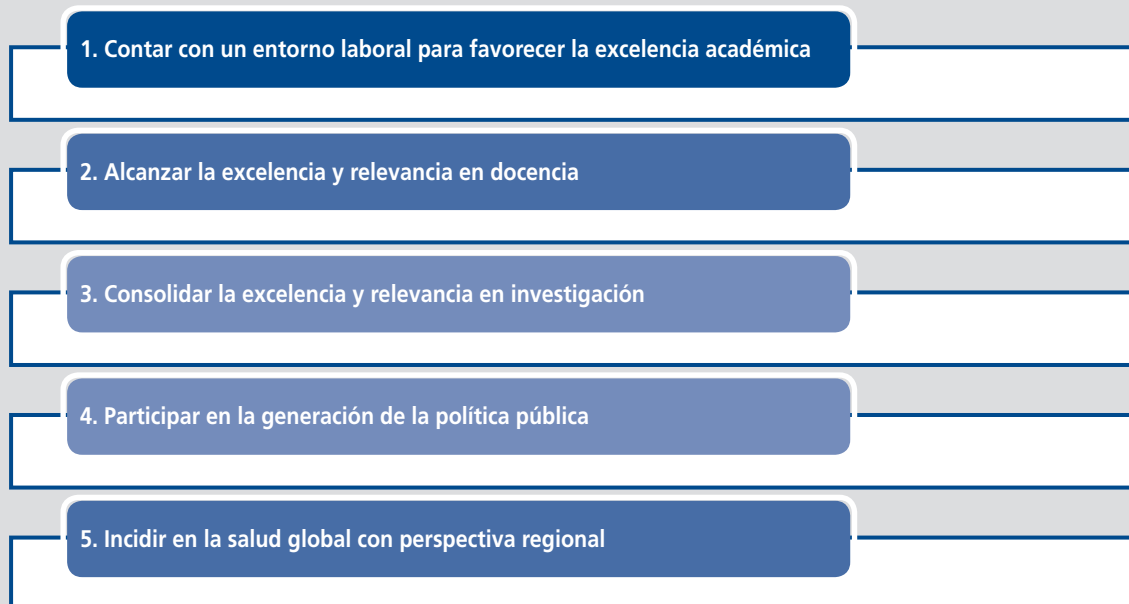 1. Contar con un entorno laboral para favorecer la excelencia académica
2. Alcanzar la excelencia y relevancia en docencia
3. Consolidar la excelencia y relevancia en investigación
4. Participar en la generación de la política pública
5. Incidir en la salud global con perspectiva regional